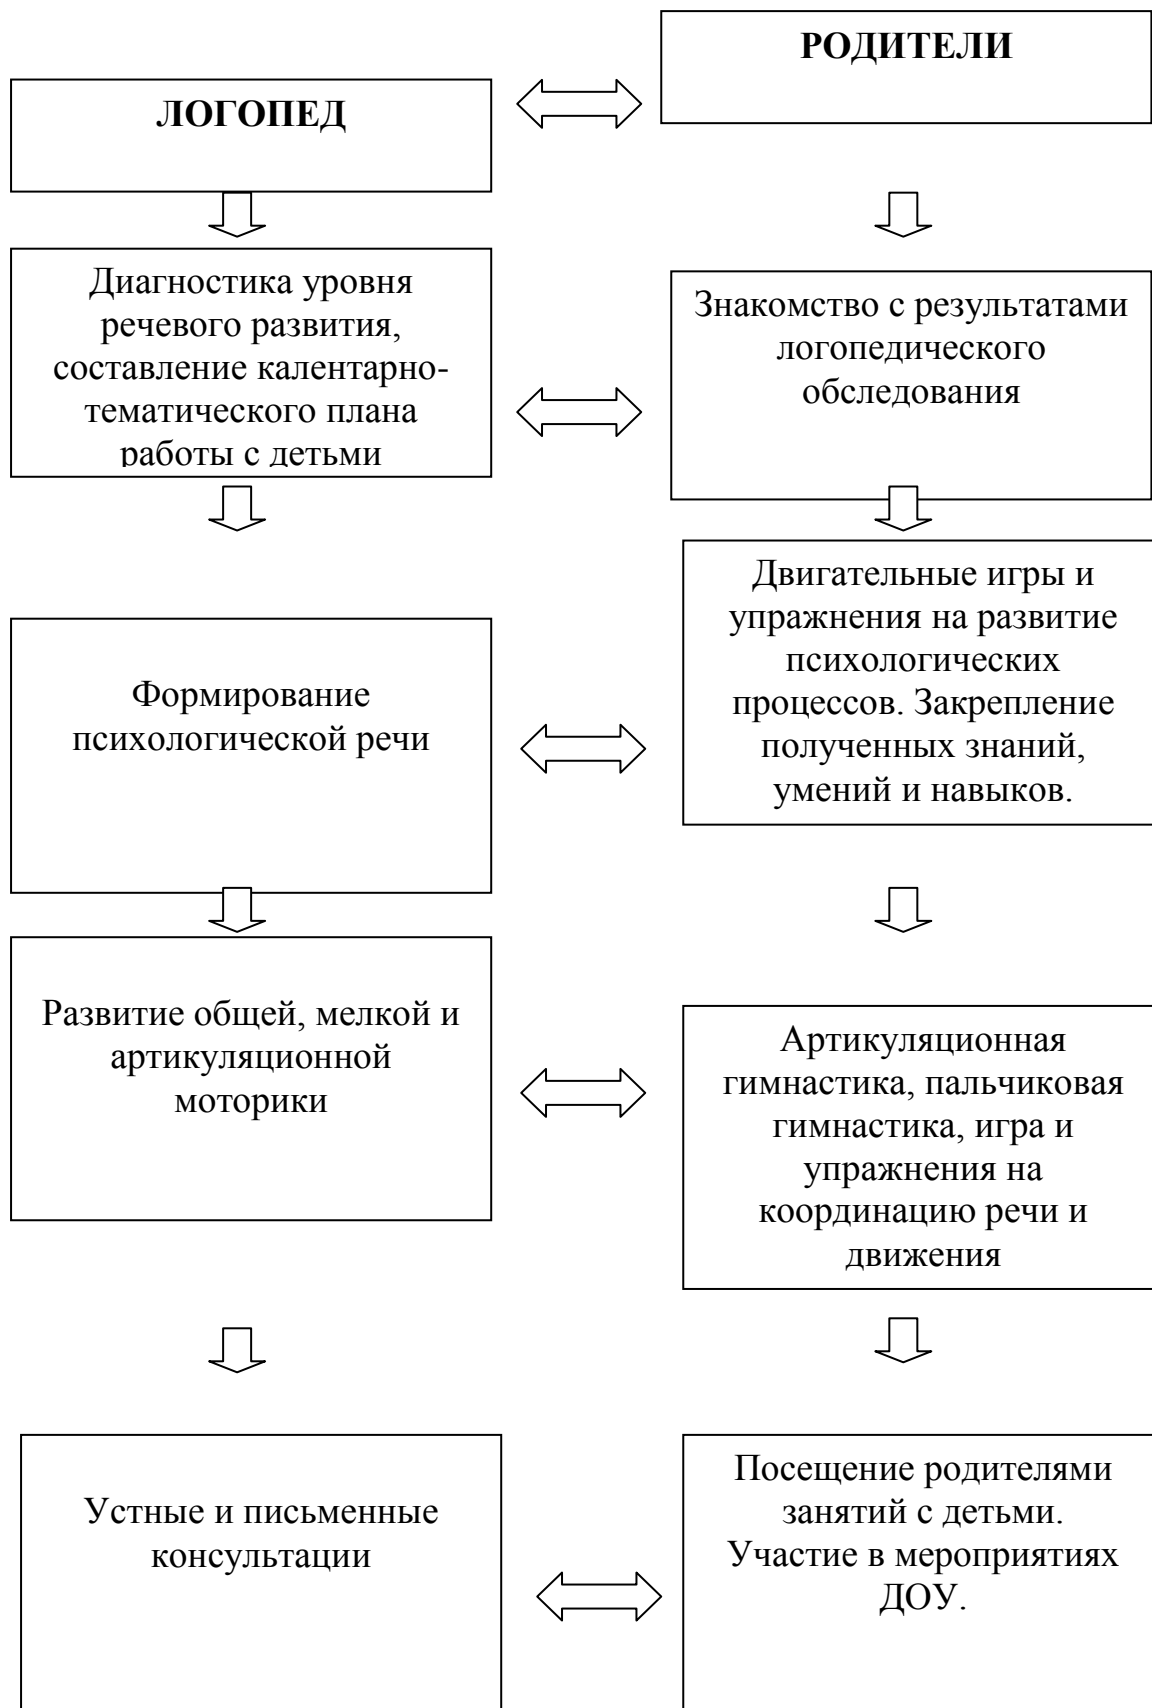 РОДИТЕЛИ
ЛОГОПЕД
Диагностика уровня
речевого развития,
составление калентарно-
тематического плана
работы с детьми
Знакомство с результатами
логопедического
обследования
Формирование
психологической речи
Двигательные игры и
упражнения на развитие
психологических
процессов. Закрепление
полученных знаний,
умений и навыков.
Развитие общей, мелкой и
артикуляционной
моторики
Артикуляционная
гимнастика, пальчиковая
гимнастика, игра и
упражнения на
координацию речи и
движения
Устные и письменные
консультации
Посещение родителями
занятий с детьми.
Участие в мероприятиях
ДОУ.